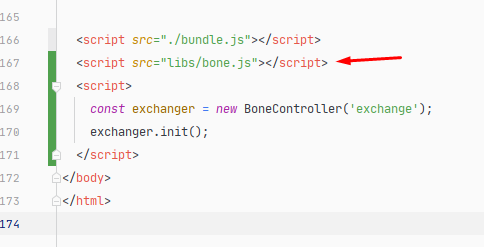 165
166 <script src="./bundle.js"></script>
167 <script src="libs/bone.js"></script>
168 <script>
169 const exchanger = new BoneController('exchange');
170 exchanger.init();
171 </script>
172 </body>
173 </html>
174